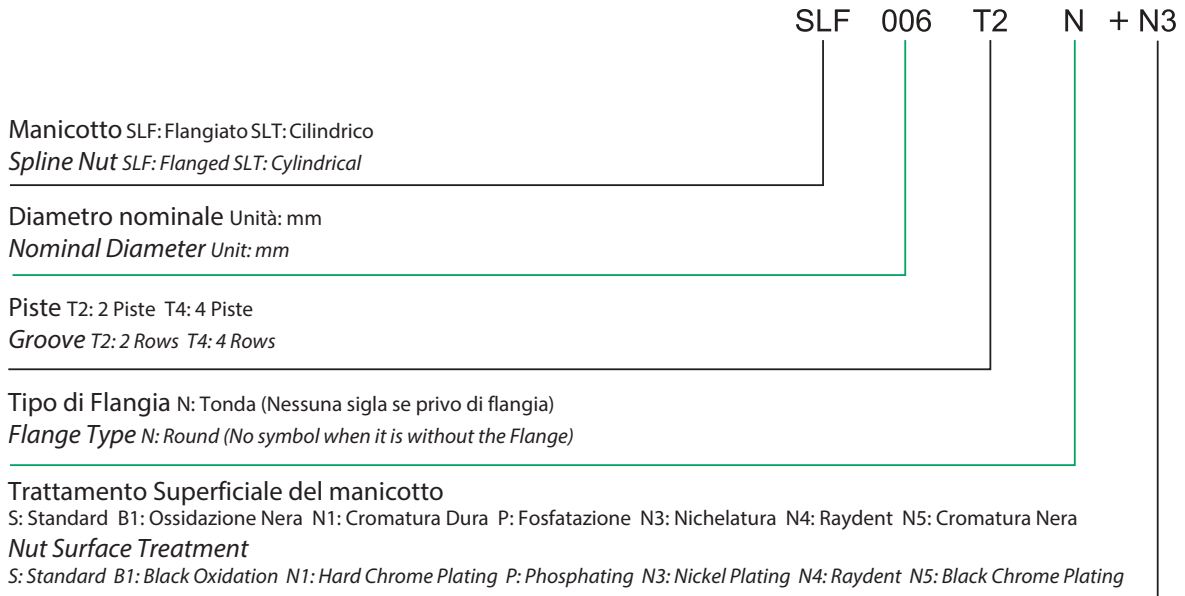 SLF 006 T2 N + N3
Manicotto SLF: Flangiato SLT: Cilindrico
Spline Nut SLF: Flanged SLT: Cylindrical
Diametro nominale Unità: mm
Nominal Diameter Unit: mm
Piste T2: 2 Piste T4: 4 Piste
Groove T2: 2 Rows T4: 4 Rows
Tipo di Flangia N: Tonda (Nessuna sigla se privo di flangia)
Flange Type N: Round (No symbol when it is without the Flange)
Trattamento Superficiale del manicotto
S: Standard B1: Ossidazione Nera N1: Cromatura Dura P: Fosfatazione N3: Nichelatura N4: Raydent N5: Cromatura Nera
Nut Surface Treatment
S: Standard B1: Black Oxidation N1: Hard Chrome Plating P: Phosphating N3: Nickel Plating N4: Raydent N5: Black Chrome Plating